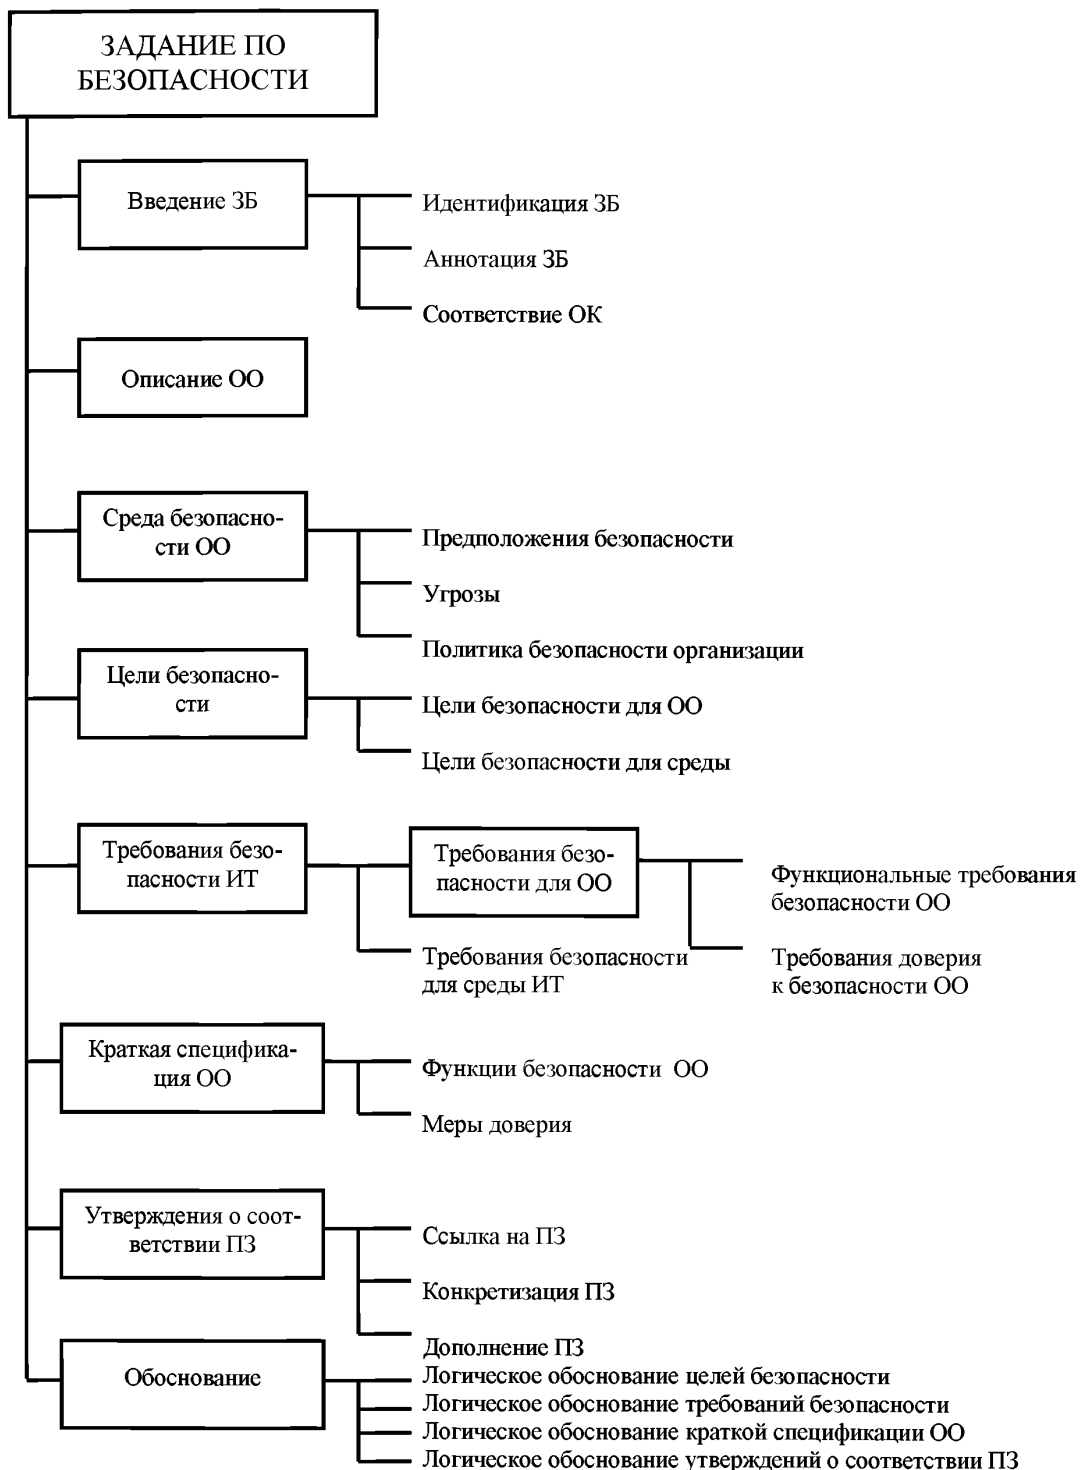 ЗАДАНИЕ ПО
БЕЗОПАСНОСТИ
Введение ЗБ
Идентификация ЗБ
Аннотация ЗБ
Соответствие ОК
Описание ОО
Среда безопасно-
сти ОО
Предположения безопасности
Угрозы
Политика безопасности организации
Цели безопасно-
сти
Цели безопасности для ОО
Цели безопасности для среды
Требования безо-
пасности ИТ
Требования безо-
пасности для ОО
Функциональные требования
безопасности ОО
Требования безопасности
для среды ИТ
Требования доверия
к безопасности ОО
Краткая специфика-
ция ОО
Функции безопасности ОО
Меры доверия
Утверждения о соот-
ветствии ПЗ
Ссылка на ПЗ
Конкретизация ПЗ
Дополнение ПЗ
Обоснование
Логическое обоснование целей безопасности
Логическое обоснование требований безопасности
Логическое обоснование краткой спецификации ОО
Логическое обоснование утверждений о соответствии ПЗ